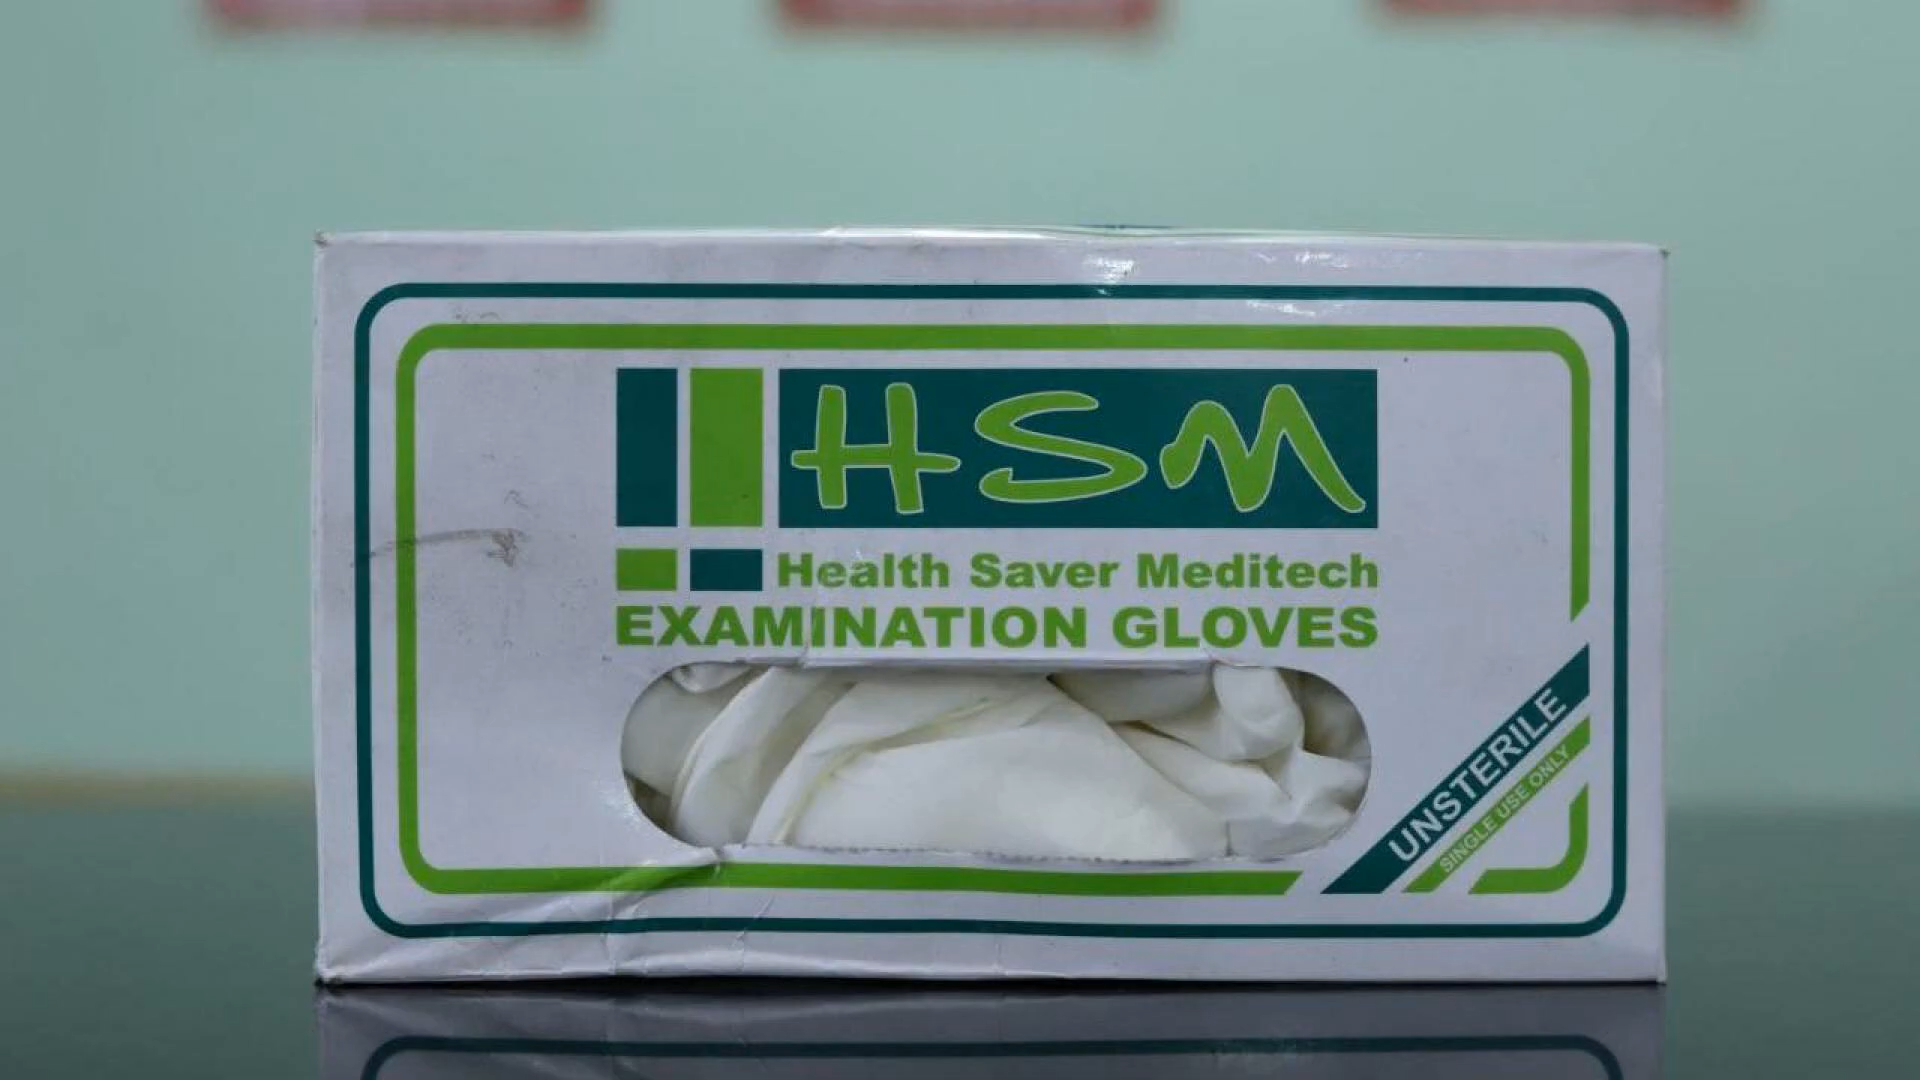 HSM
Health Saver Meditech
EXAMINATION GLOVES
UNSTERILE
SINGLE USE ONLY